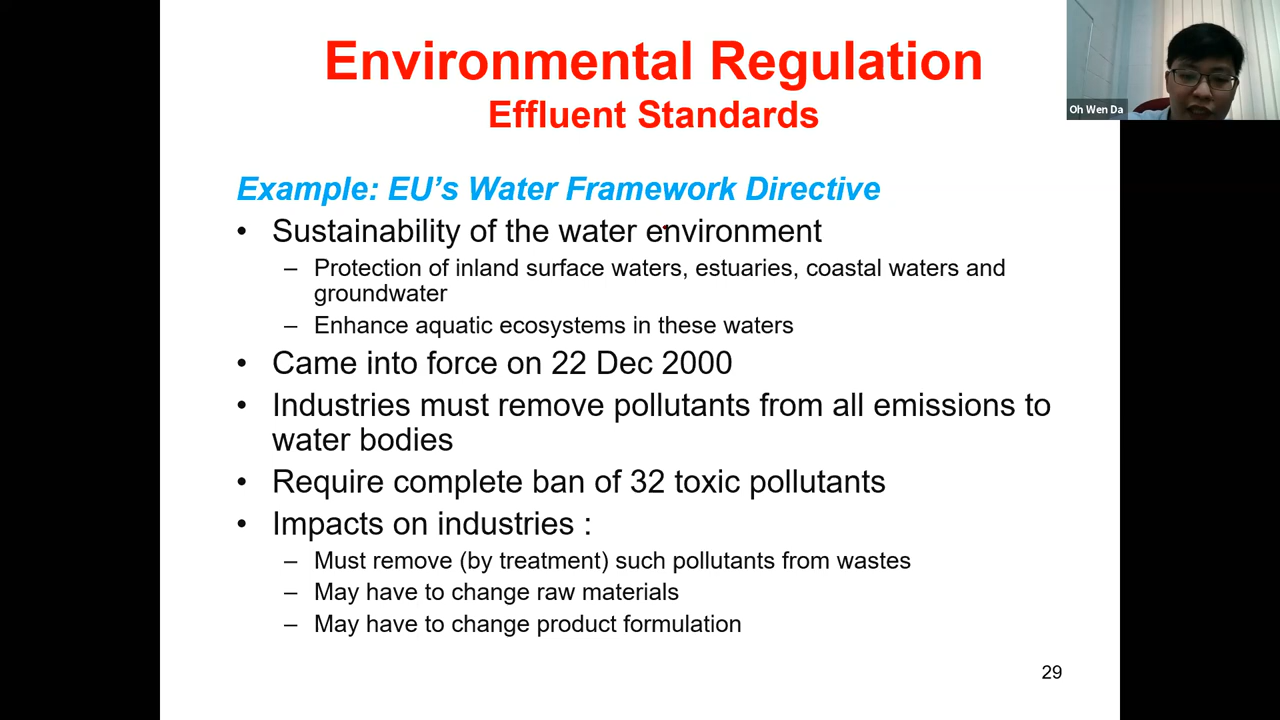 Environmental Regulation
Effluent Standards
Oh Wen Da
Example: EU’s Water Framework Directive
• Sustainability of the water environment
– Protection of inland surface waters, estuaries, coastal waters and
groundwater
– Enhance aquatic ecosystems in these waters
• Came into force on 22 Dec 2000
• Industries must remove pollutants from all emissions to
water bodies
• Require complete ban of 32 toxic pollutants
• Impacts on industries :
– Must remove (by treatment) such pollutants from wastes
– May have to change raw materials
– May have to change product formulation
29